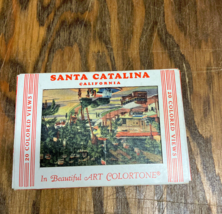 SANTA CATALINA
CALIFORNIA
20 COLORED VIEWS
20 COLORED VIEWS
In Beautiful ART COLORTONE